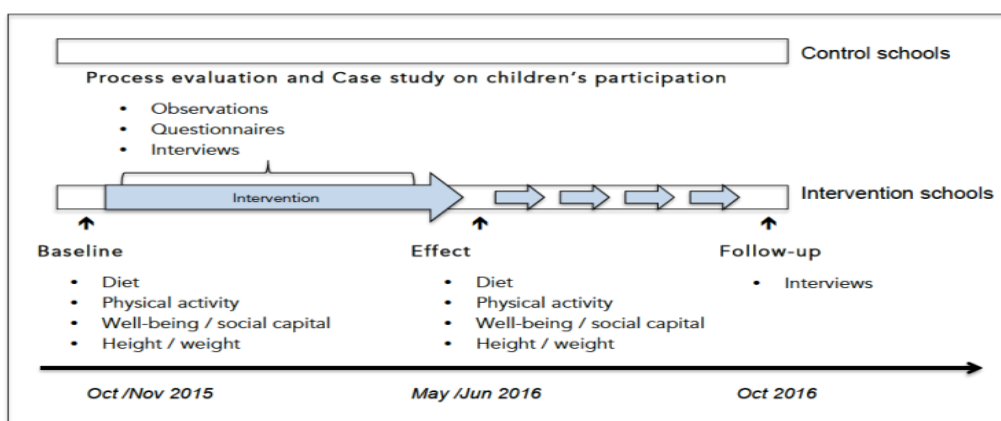 Control schools
Process evaluation and Case study on children's participation
• Observations
• Questionnaires
• Interviews
Intervention
Intervention schools
Baseline
• Diet
• Physical activity
• Well-being / social capital
• Height / weight
Effect
• Diet
• Physical activity
• Well-being / social capital
• Height / weight
Follow-up
• Interviews
Oct /Nov 2015
May /Jun 2016
Oct 2016